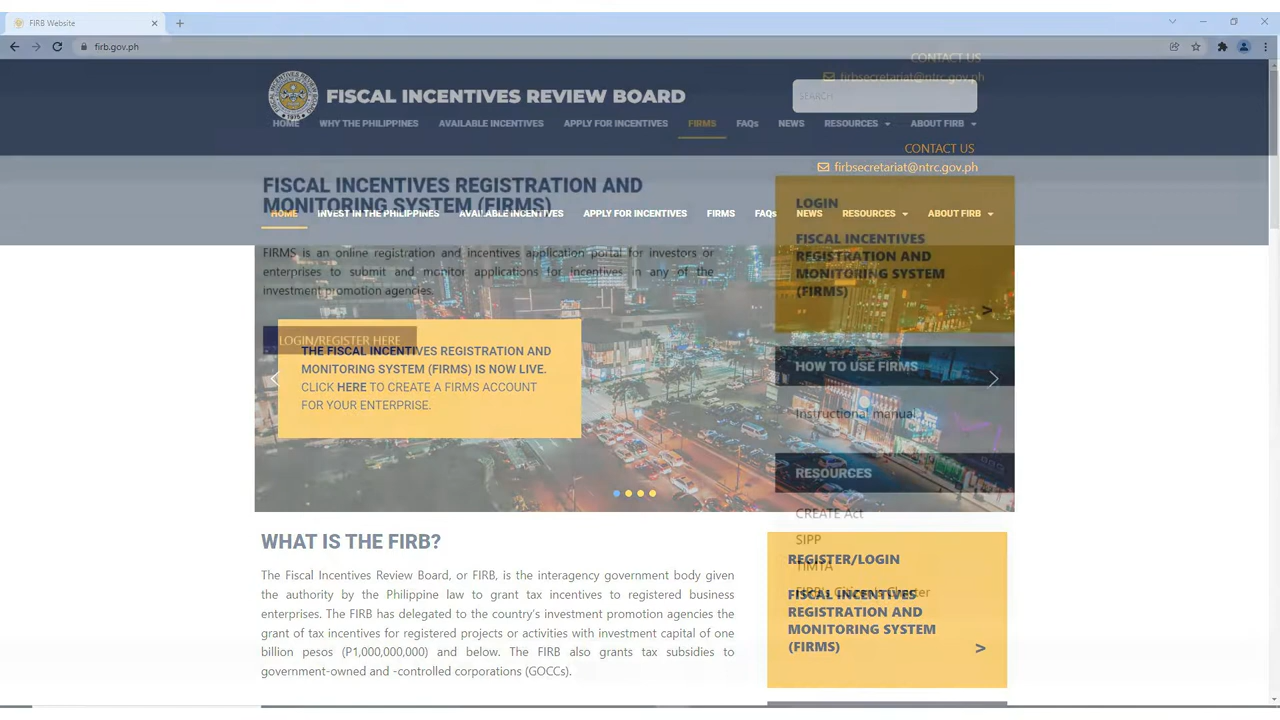 FIRB Website
firb.gov.ph
CONTACT US
firbsecretariat@ntrc.gov.ph
FISCAL INCENTIVES REVIEW BOARD
SEARCH
HOME WHY THE PHILIPPINES AVAILABLE INCENTIVES APPLY FOR INCENTIVES FIRMS FAQs NEWS RESOURCES ABOUT FIRB
CONTACT US
firbsecretariat@ntrc.gov.ph
FISCAL INCENTIVES REGISTRATION AND
MONITORING SYSTEM (FIRMS)
HOME INVEST IN THE PHILIPPINES AVAILABLE INCENTIVES APPLY FOR INCENTIVES FIRMS FAQs NEWS RESOURCES ABOUT FIRB
FIRMS is an online registration and incentives application portal for investors or
enterprises to submit and monitor applications for incentives in any of the
investment promotion agencies.
LOGIN/REGISTER HERE
THE FISCAL INCENTIVES REGISTRATION AND
MONITORING SYSTEM (FIRMS) IS NOW LIVE.
CLICK HERE TO CREATE A FIRMS ACCOUNT
FOR YOUR ENTERPRISE.
LOGIN
FISCAL INCENTIVES
REGISTRATION AND
MONITORING SYSTEM
(FIRMS)
>
HOW TO USE FIRMS
Instructional manual
RESOURCES
CREATE Act
SIPP
TIMTA
FIRB's Citizen's Charter
WHAT IS THE FIRB?
The Fiscal Incentives Review Board, or FIRB, is the interagency government body given
the authority by the Philippine law to grant tax incentives to registered business
enterprises. The FIRB has delegated to the country's investment promotion agencies the
grant of tax incentives for registered projects or activities with investment capital of one
billion pesos (P1,000,000,000) and below. The FIRB also grants tax subsidies to
government-owned and -controlled corporations (GOCCs).
REGISTER/LOGIN
FISCAL INCENTIVES
REGISTRATION AND
MONITORING SYSTEM
(FIRMS)
>